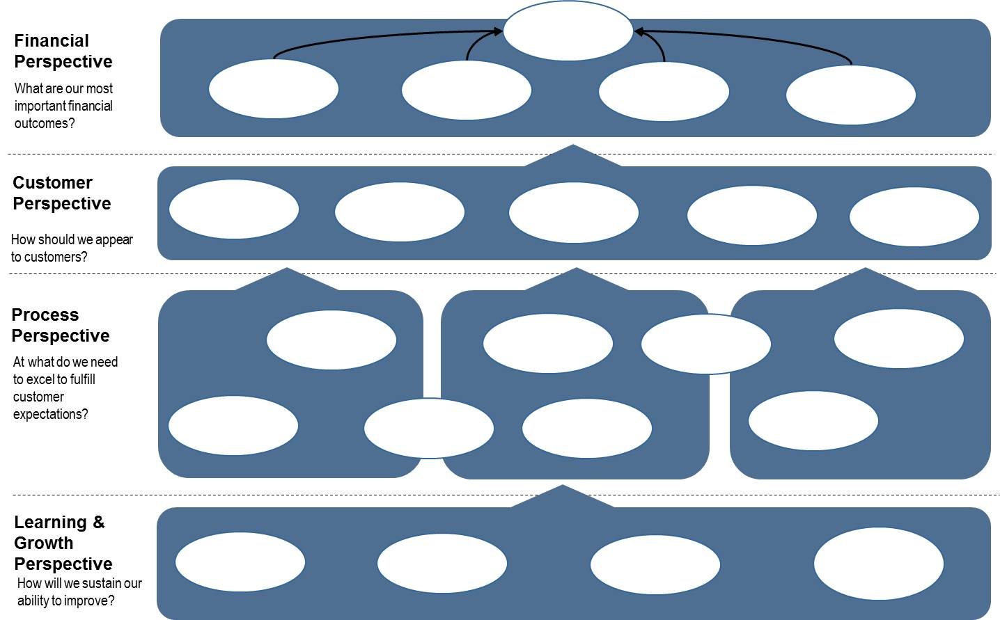 Financial
Perspective
What are our most
important financial
outcomes?
Customer
Perspective
How should we appear
to customers?
Process
Perspective
At what do we need
to excel to fulfill
customer
expectations?
Learning &
Growth
Perspective
How will we sustain our
ability to improve?